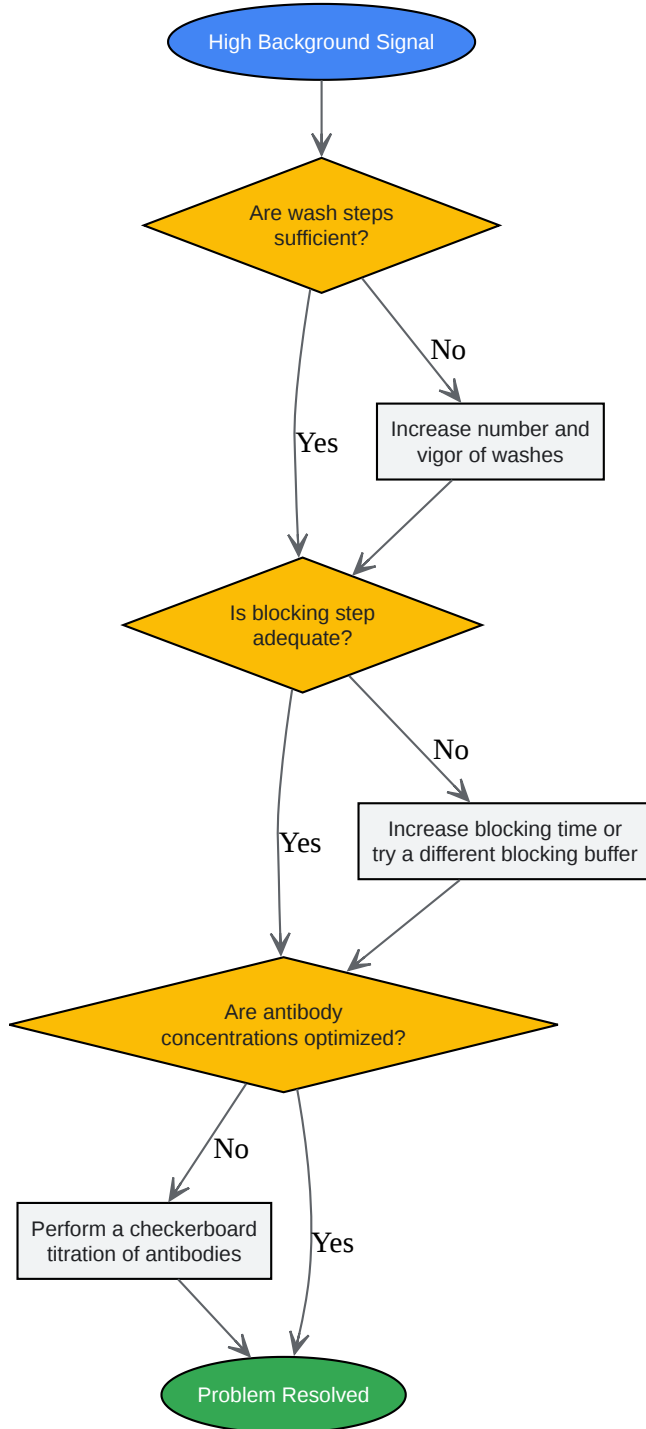 High Background Signal
Are wash steps
sufficient?
No
Increase number and
vigor of washes
Yes
Is blocking step
adequate?
No
Increase blocking time or
try a different blocking buffer
Yes
Are antibody
concentrations optimized?
No
Perform a checkerboard
titration of antibodies
Yes
Problem Resolved